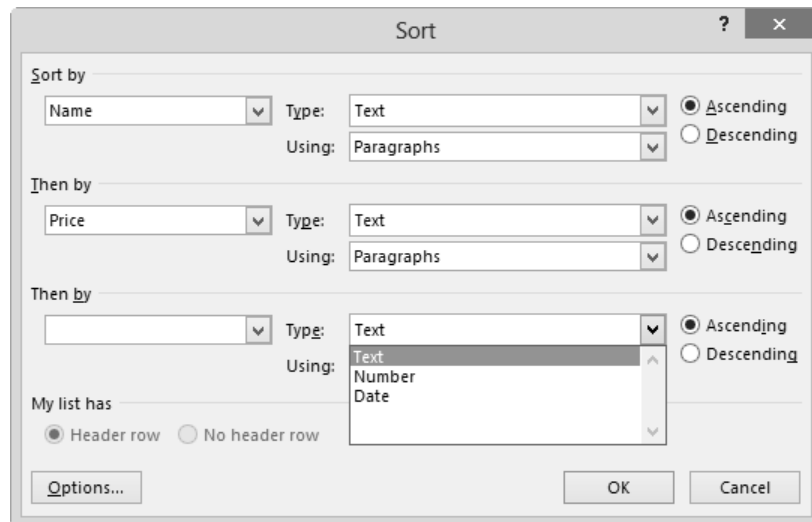 Sort ? ×
Sort by
Name Type: Text Ascending
Using: Paragraphs Descending
Then by
Price Type: Text Ascending
Using: Paragraphs Descending
Then by
Type: Text Ascending
Using: Text Descending
Number
Date
My list has
Header row No header row
Options... OK Cancel